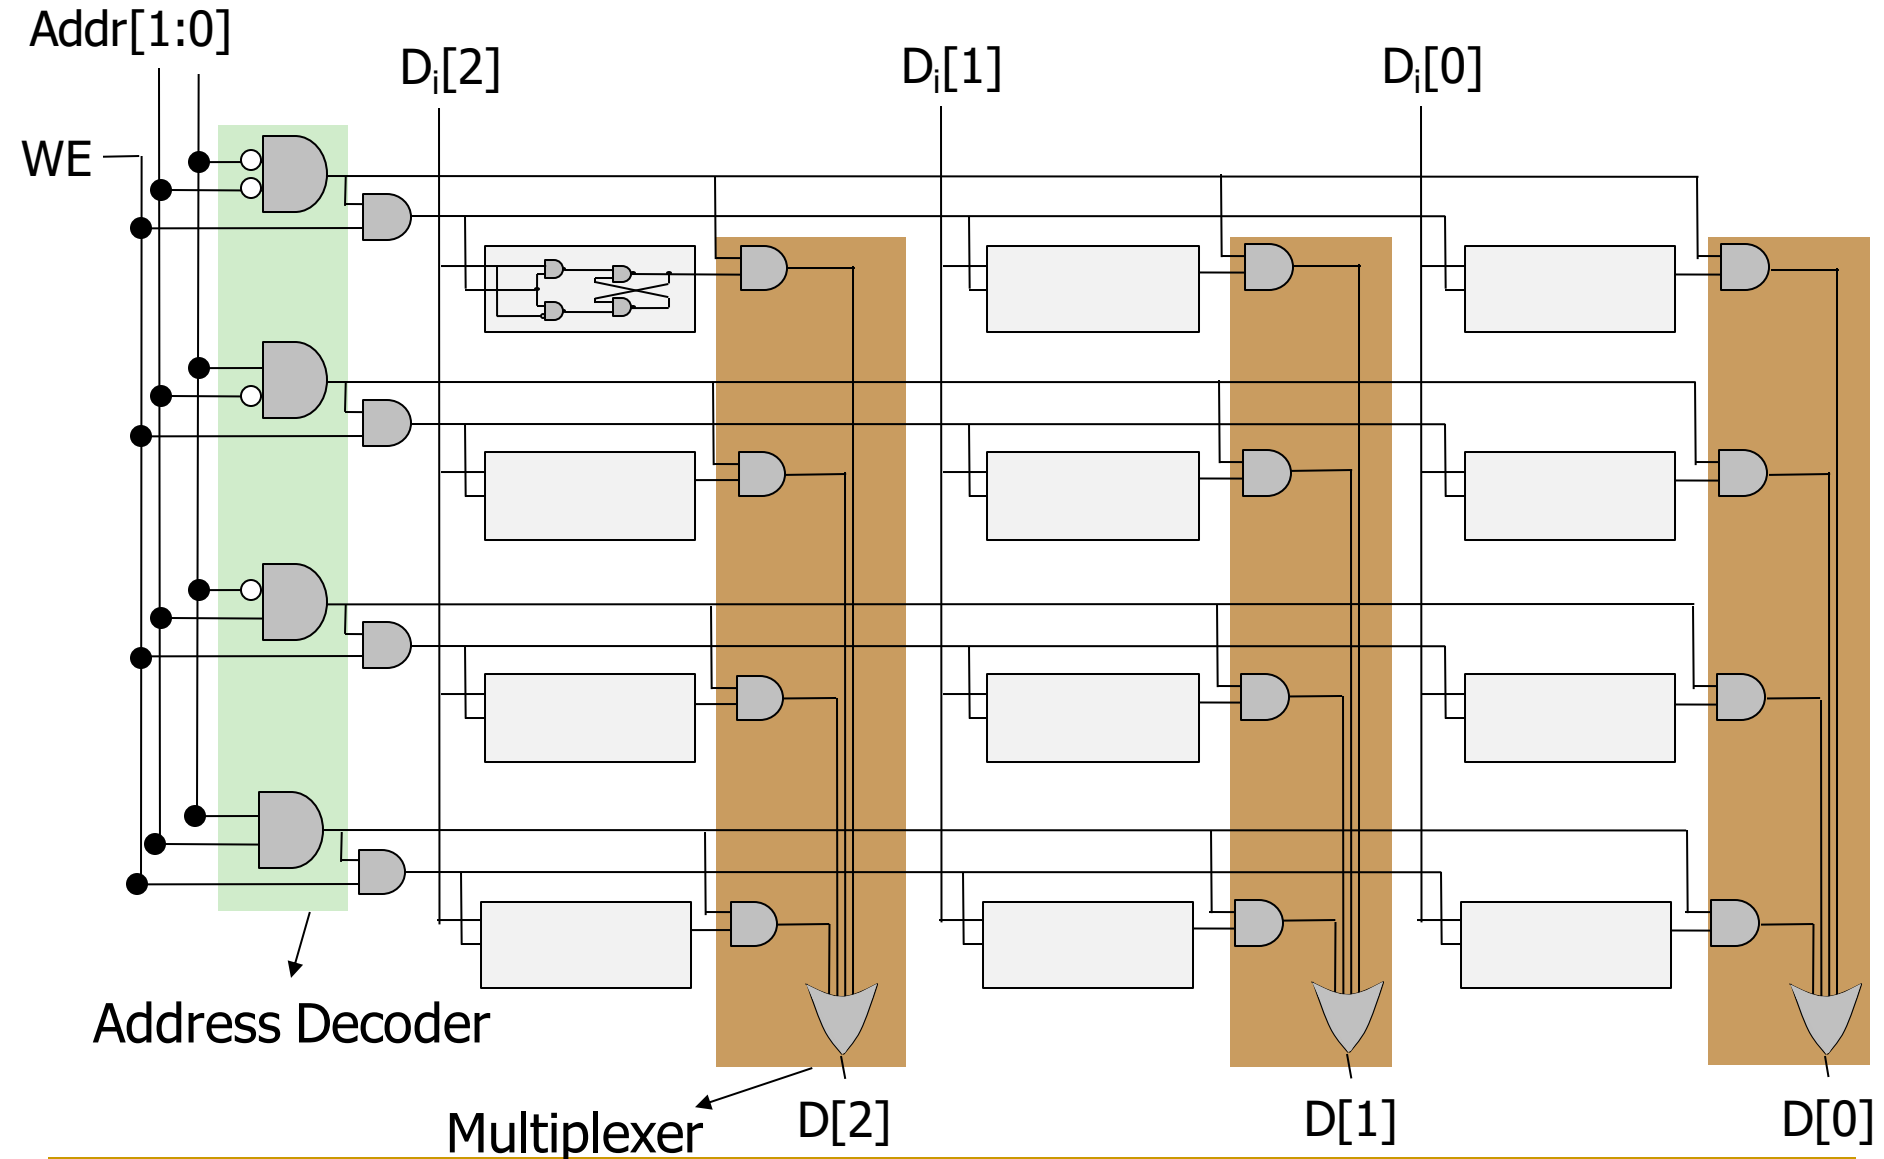 Addr[1:0]
Di[2]
Di[1]
Di[0]
WE
Address Decoder
Multiplexer
D[2]
D[1]
D[0]